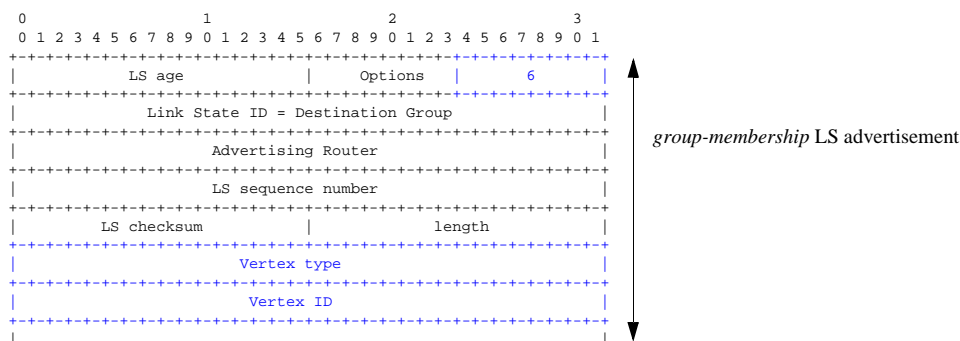 0                   1                   2                   3
0 1 2 3 4 5 6 7 8 9 0 1 2 3 4 5 6 7 8 9 0 1 2 3 4 5 6 7 8 9 0 1
+-+-+-+-+-+-+-+-+-+-+-+-+-+-+-+-+-+-+-+-+-+-+-+-+-+-+-+-+-+-+-+-+
| LS age | Options | 6 |
+-+-+-+-+-+-+-+-+-+-+-+-+-+-+-+-+-+-+-+-+-+-+-+-+-+-+-+-+-+-+-+-+
| Link State ID = Destination Group |
+-+-+-+-+-+-+-+-+-+-+-+-+-+-+-+-+-+-+-+-+-+-+-+-+-+-+-+-+-+-+-+-+
group-membership LS advertisement
| Advertising Router |
+-+-+-+-+-+-+-+-+-+-+-+-+-+-+-+-+-+-+-+-+-+-+-+-+-+-+-+-+-+-+-+-+
| LS sequence number |
+-+-+-+-+-+-+-+-+-+-+-+-+-+-+-+-+-+-+-+-+-+-+-+-+-+-+-+-+-+-+-+-+
| LS checksum | length |
+-+-+-+-+-+-+-+-+-+-+-+-+-+-+-+-+-+-+-+-+-+-+-+-+-+-+-+-+-+-+-+-+
| Vertex type |
+-+-+-+-+-+-+-+-+-+-+-+-+-+-+-+-+-+-+-+-+-+-+-+-+-+-+-+-+-+-+-+-+
| Vertex ID |
+-+-+-+-+-+-+-+-+-+-+-+-+-+-+-+-+-+-+-+-+-+-+-+-+-+-+-+-+-+-+-+-+